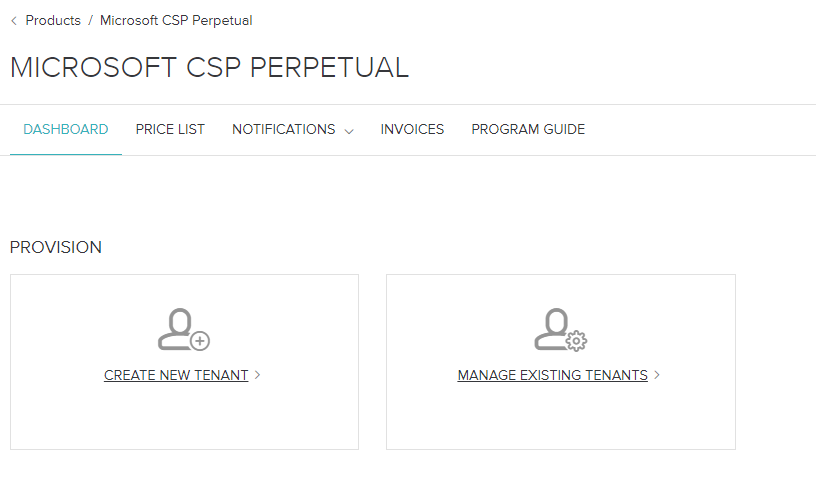 Products / Microsoft CSP Perpetual
MICROSOFT CSP PERPETUAL
DASHBOARD PRICE LIST NOTIFICATIONS INVOICES PROGRAM GUIDE
PROVISION
CREATE NEW TENANT MANAGE EXISTING TENANTS